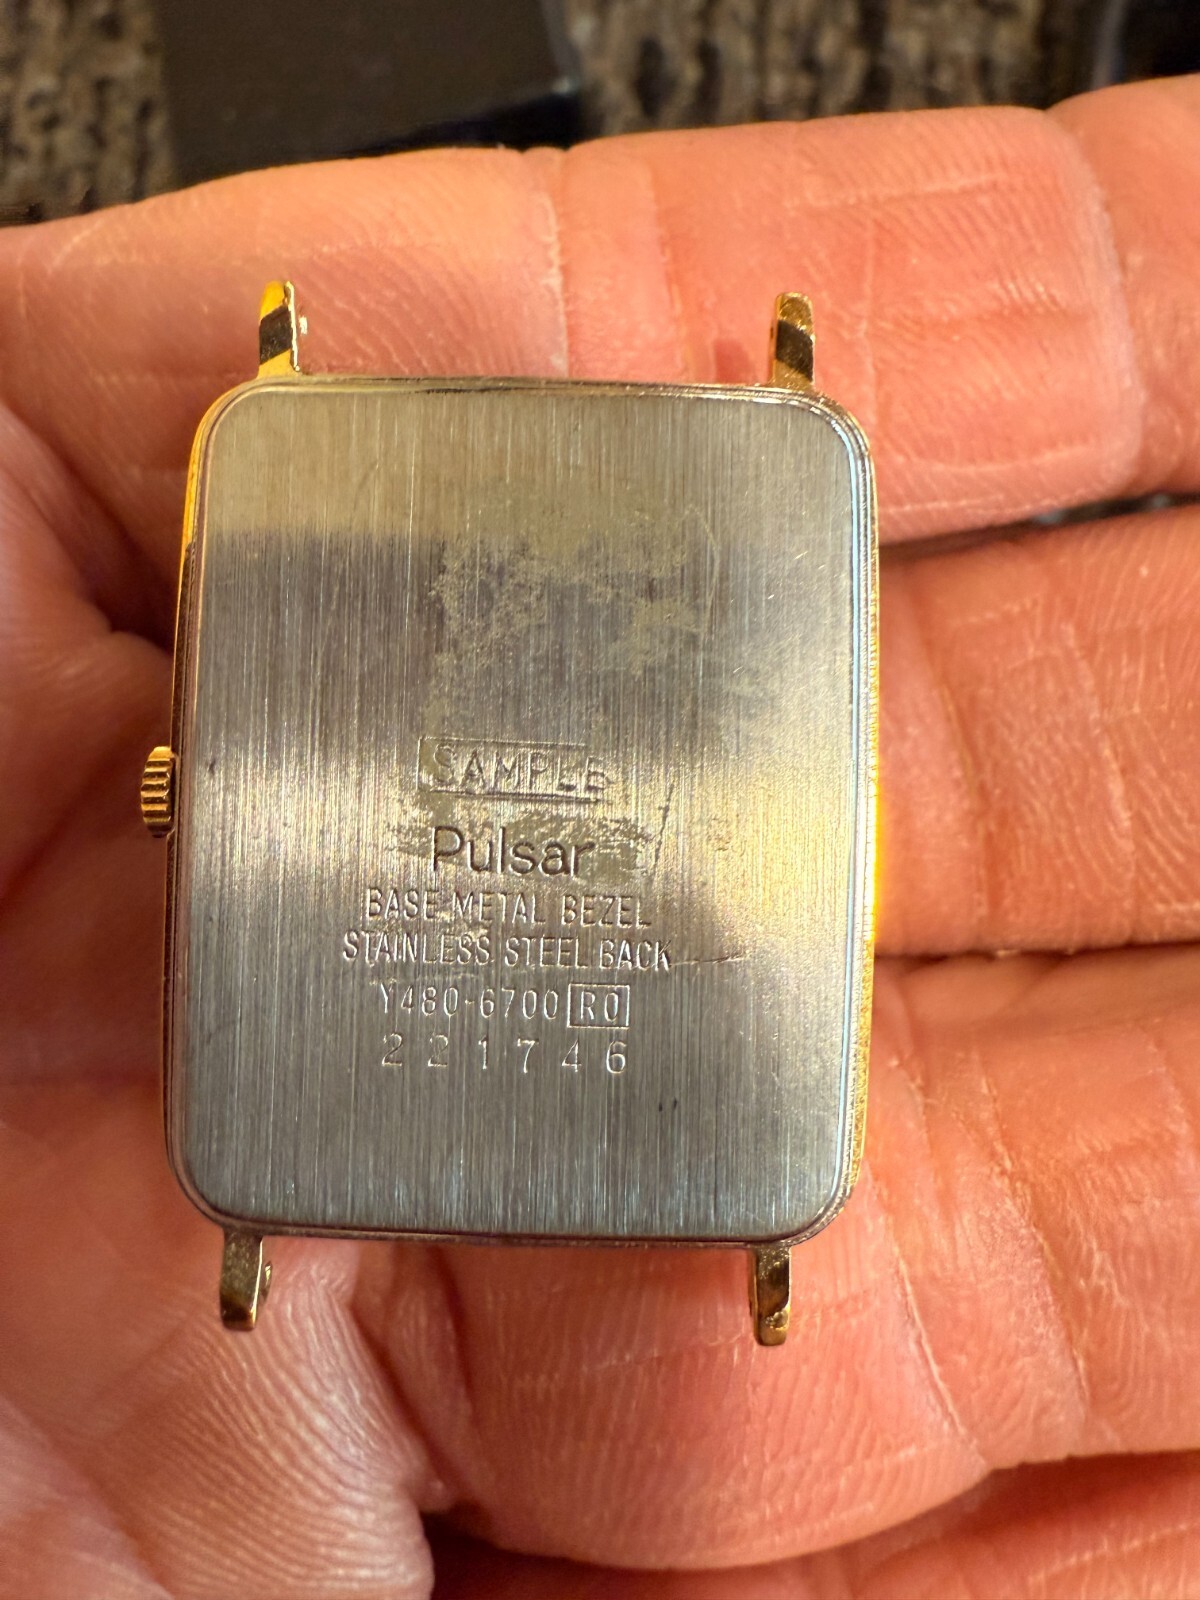 SAMPLE
Pulsar
BASE METAL BEZEL
STAINLESS STEEL BACK
Y480-6700 R0
221746